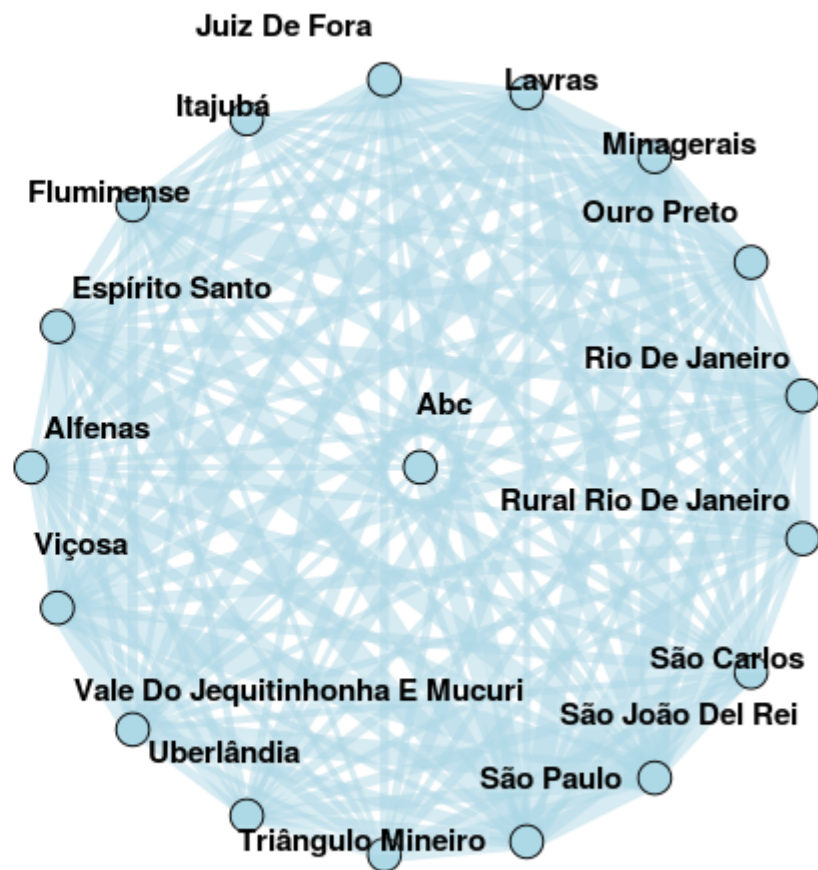 Juiz De Fora
Lavras
Itajubá
Minagerais
Fluminense
Ouro Preto
Espírito Santo
Rio De Janeiro
Abc
Alfenas
Rural Rio De Janeiro
Viçosa
São Carlos
Vale Do Jequitinhonha E Mucuri
São João Del Rei
Uberlândia
São Paulo
Triângulo Mineiro